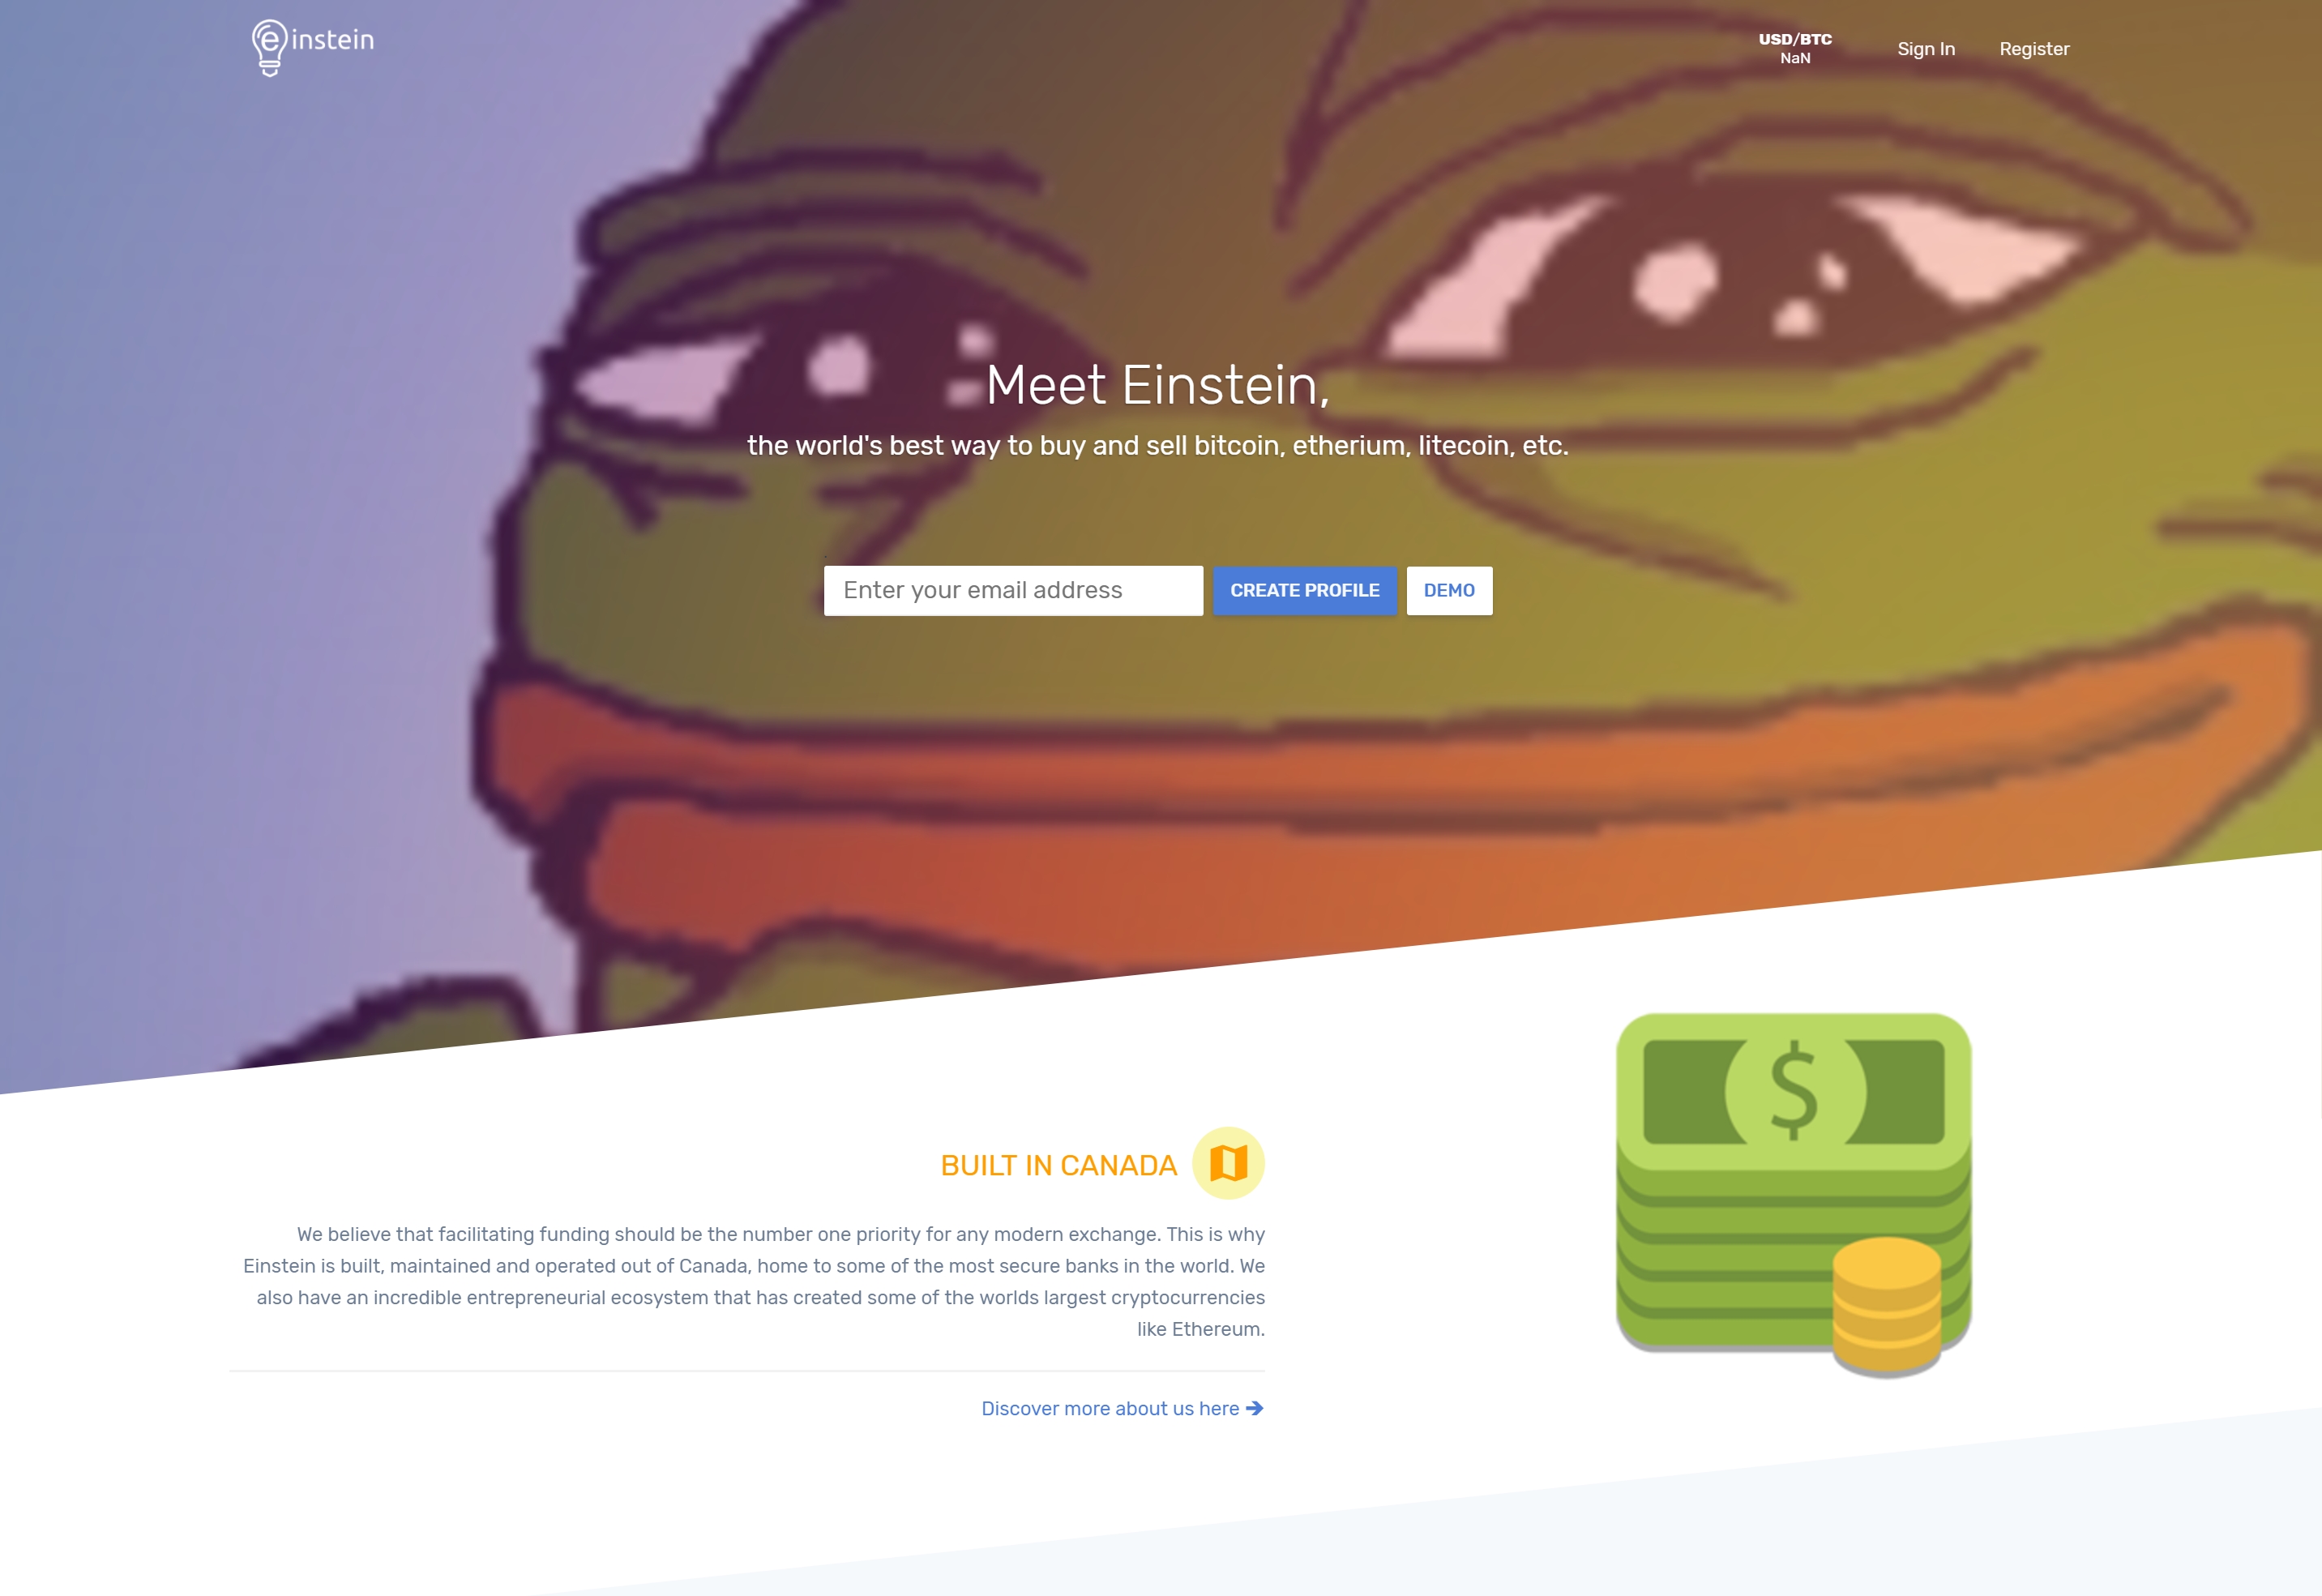 einstein
USD/BTC
NaN
Sign In
Register
Meet Einstein,
the world's best way to buy and sell bitcoin, etherium, litecoin, etc.
Enter your email address
CREATE PROFILE
DEMO
$
BUILT IN CANADA
We believe that facilitating funding should be the number one priority for any modern exchange. This is why
Einstein is built, maintained and operated out of Canada, home to some of the most secure banks in the world. We
also have an incredible entrepreneurial ecosystem that has created some of the worlds largest cryptocurrencies
like Ethereum.
Discover more about us here →